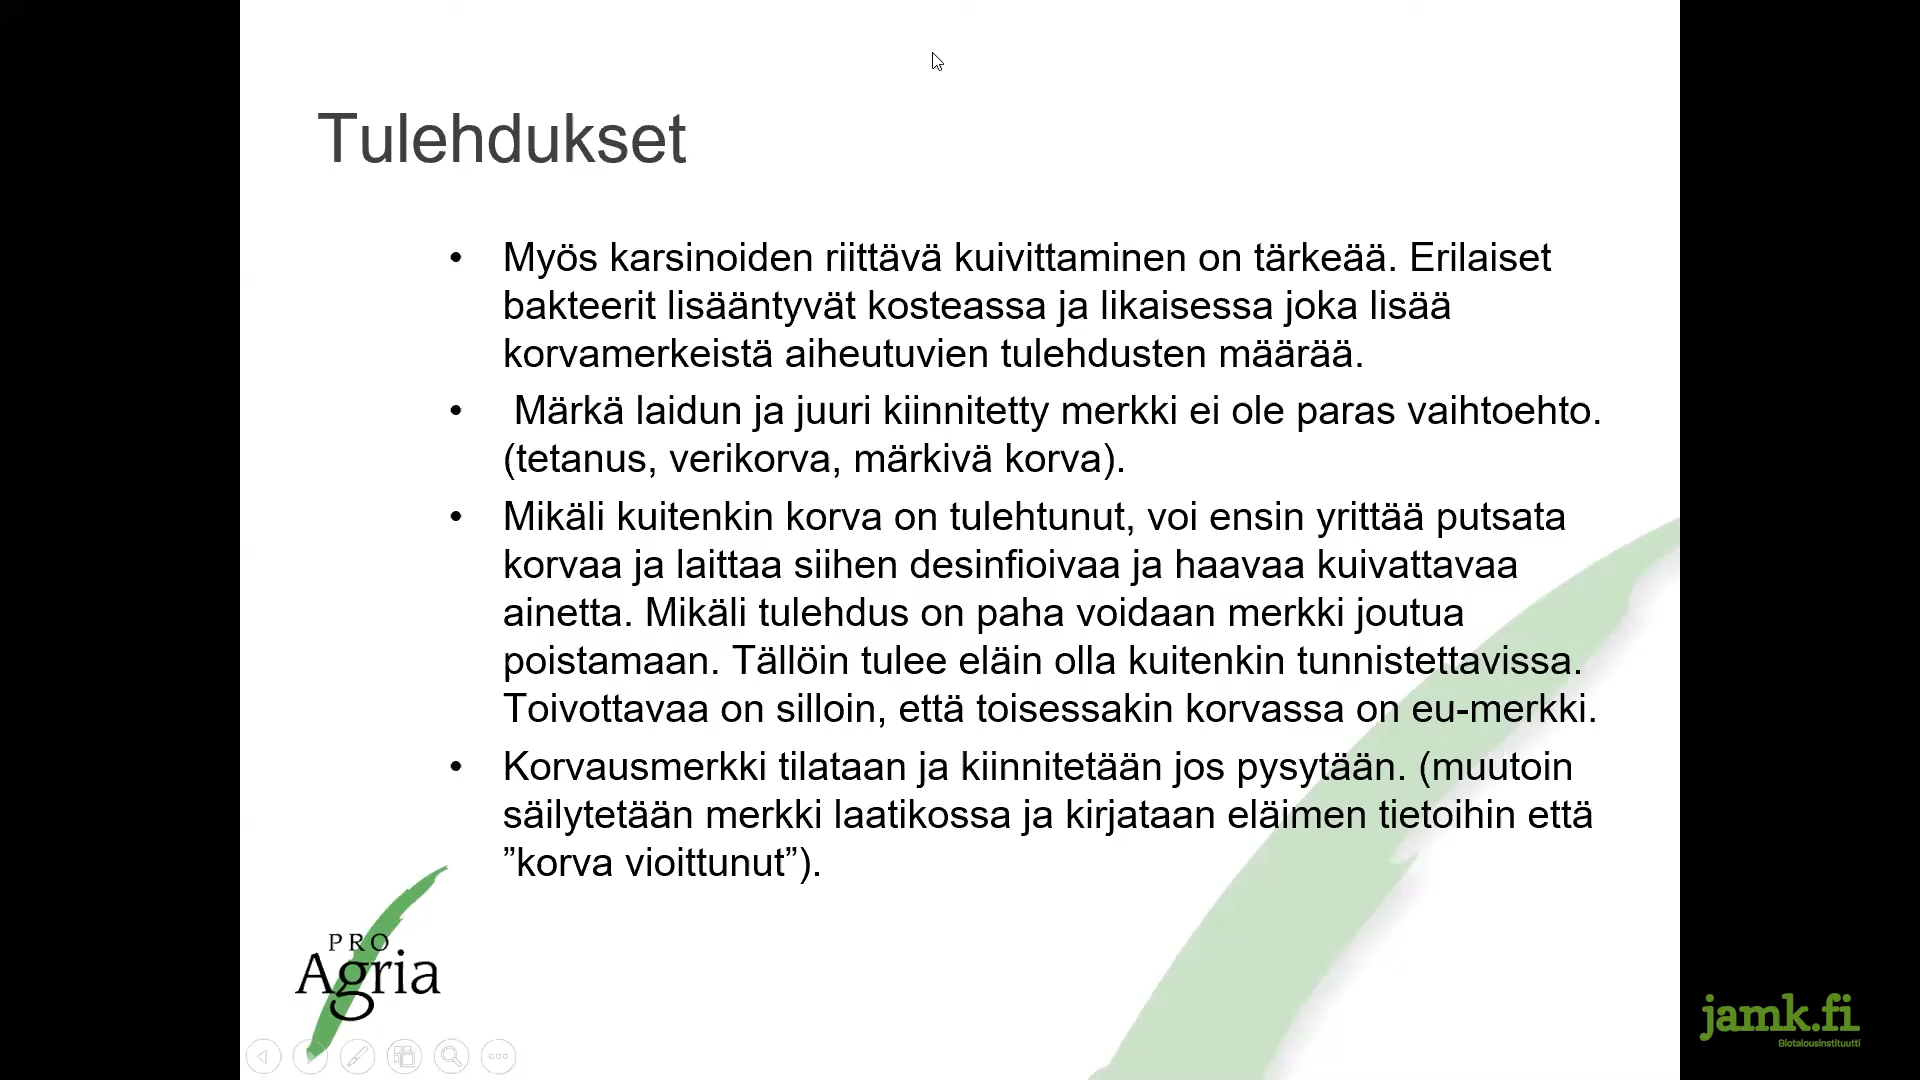 Tulehdukset
• Myös karsinoiden riittävä kuivittaminen on tärkeää. Erilaiset
bakteerit lisääntyvät kosteassa ja likaisessa joka lisää
korvamerkeistä aiheutuvien tulehdusten määrää.
• Märkä laidun ja juuri kiinnitetty merkki ei ole paras vaihtoehto.
(tetanus, verikorva, märkivä korva).
• Mikäli kuitenkin korva on tulehtunut, voi ensin yrittää putsata
korvaa ja laittaa siihen desinfioivaa ja haavaa kuivattavaa
ainetta. Mikäli tulehdus on paha voidaan merkki joutua
poistamaan. Tällöin tulee eläin olla kuitenkin tunnistettavissa.
Toivottavaa on silloin, että toisessakin korvassa on eu-merkki.
• Korvausmerkki tilataan ja kiinnitetään jos pysytään. (muutoin
säilytetään merkki laatikossa ja kirjataan eläimen tietoihin että
”korva vioittunut”).
PRO
Agria
jamk.fi
Biotalousinstituutti